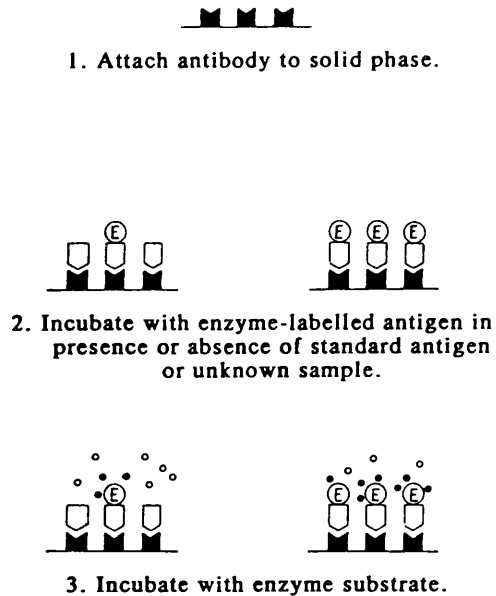 1. Attach antibody to solid phase.
E
E E E
2. Incubate with enzyme-labelled antigen in
presence or absence of standard antigen
or unknown sample.
E
E E E
3. Incubate with enzyme substrate.